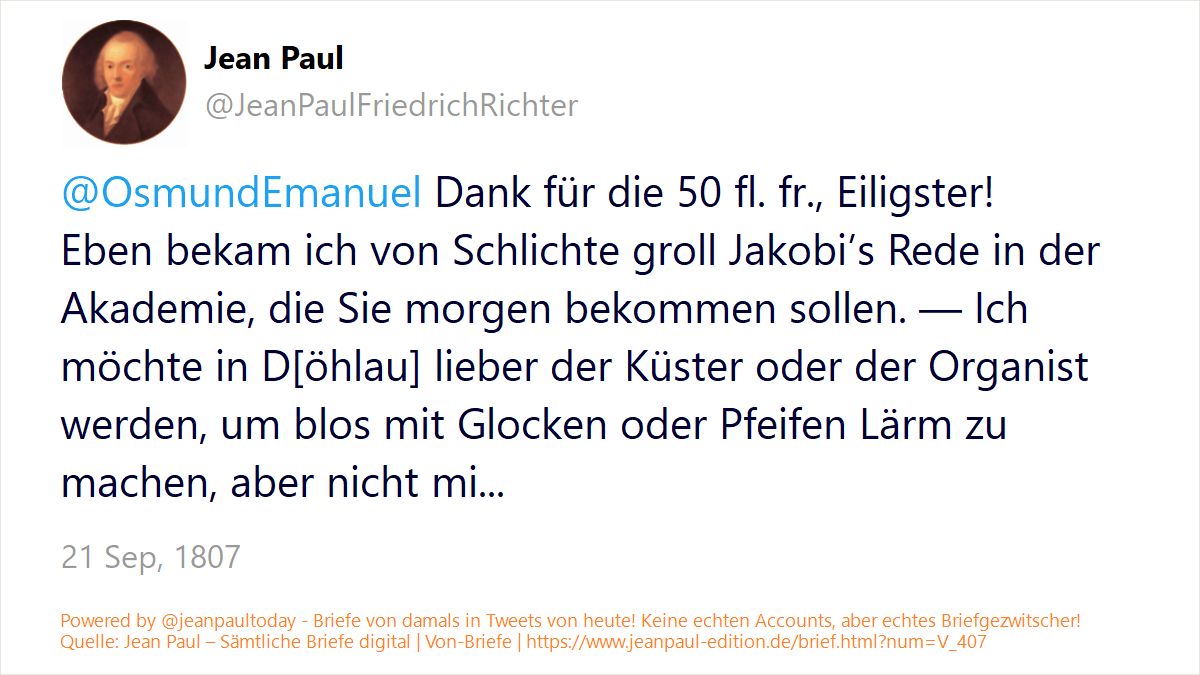 Jean Paul
@JeanPaulFriedrichRichter
@OsmundEmanuel Dank für die 50 fl. fr., Eiligster!
Eben bekam ich von Schlichte groll Jakobi’s Rede in der
Akademie, die Sie morgen bekommen sollen. — Ich
möchte in D[öhlau] lieber der Küster oder der Organist
werden, um blos mit Glocken oder Pfeifen Lärm zu
machen, aber nicht mi...
21 Sep, 1807
Powered by @jeanpaultoday - Briefe von damals in Tweets von heute! Keine echten Accounts, aber echtes Briefgezwitscher!
Quelle: Jean Paul – Sämtliche Briefe digital | Von-Briefe | https://www.jeanpaul-edition.de/brief.html?num=V_407